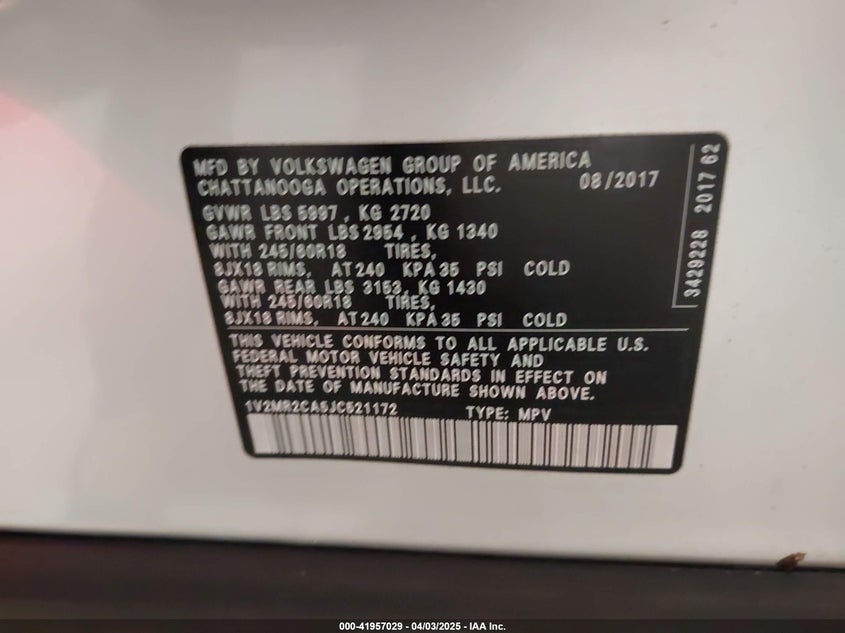 MFD BY VOLKSWAGEN GROUP OF AMERICA
CHATTANOOGA OPERATIONS, LLC. 08/2017
GVWR LBS 5997 , KG 2720
GAWR FRONT LBS 2954 , KG 1340
WITH 245/60R18 TIRES,
8JX18 RIMS, AT 240 KPA 35 PSI COLD
GAWR REAR LBS 3153, KG 1430
WITH 245/60R18 TIRES,
8JX18 RIMS, AT 240 KPA 35 PSI COLD
THIS VEHICLE CONFORMS TO ALL APPLICABLE U.S.
FEDERAL MOTOR VEHICLE SAFETY AND
THEFT PREVENTION STANDARDS IN EFFECT ON
THE DATE OF MANUFACTURE SHOWN ABOVE.
1V2MR2CA5JC521172 TYPE: MPV
3429228 2017 62
000-41957029 - 04/03/2025 - IAA Inc.